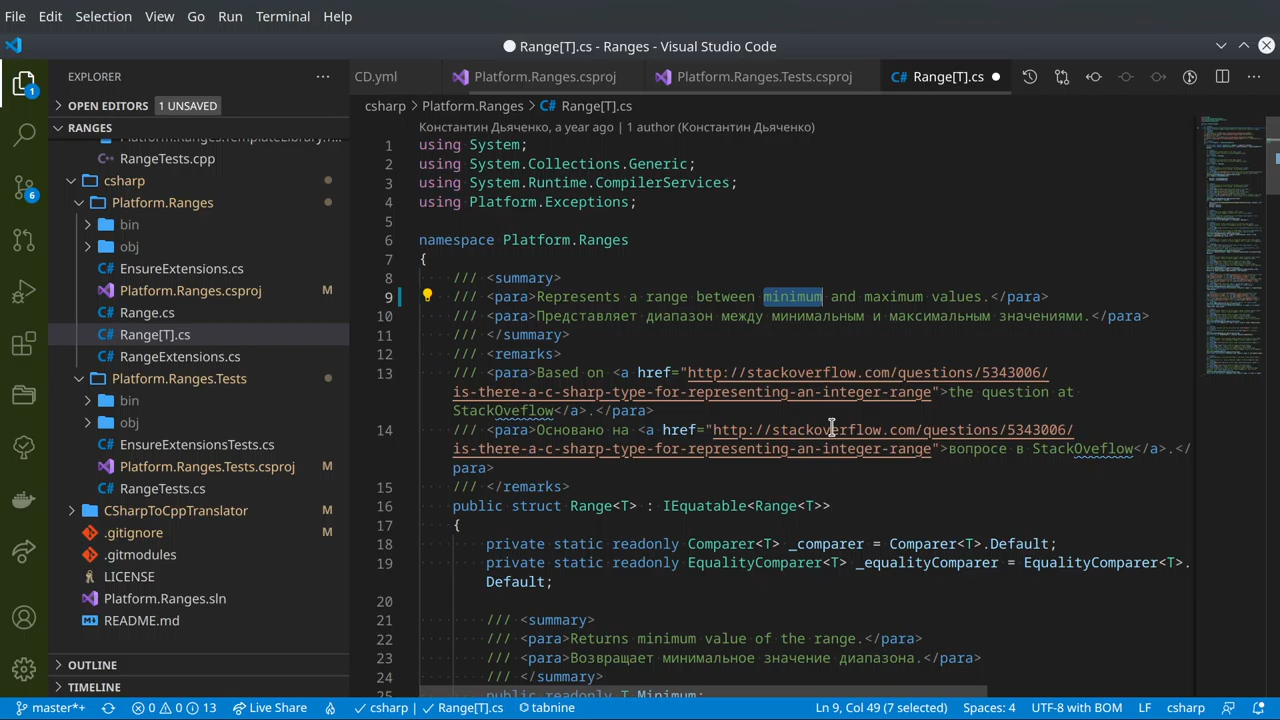 File Edit Selection View Go Run Terminal Help
Range[T].cs - Ranges - Visual Studio Code
EXPLORER
1
6
OPEN EDITORS 1 UNSAVED
RANGES
RangeTests.cpp
csharp
Platform.Ranges
bin
obj
EnsureExtensions.cs
Platform.Ranges.csproj M
Range.cs
Range[T].cs
RangeExtensions.cs
Platform.Ranges.Tests
bin
obj
EnsureExtensionsTests.cs
Platform.Ranges.Tests.csproj M
RangeTests.cs
CSharpToCppTranslator
.gitignore M
.gitmodules
LICENSE
Platform.Ranges.sln
README.md
OUTLINE
TIMELINE
CD.yml Platform.Ranges.csproj Platform.Ranges.Tests.csproj C# Range[T].cs
csharp > Platform.Ranges > C# Range[T].cs
Константин Дьяченко, a year ago | 1 author (Константин Дьяченко)
1 using System
2 using System.Collections.Generic;
3 using System.Runtime.CompilerServices;
4 using Platform.Exceptions;
5
6 namespace Platform.Ranges
7 {
8 /// <summary>
9 /// <para>Represents a range between minimum and maximum values.</para>
10 /// <para>Представляет диапазон между минимальным и максимальным значениями.</para>
11 /// </summary>
12 /// <remarks>
13 /// <para>Based on <a href="http://stackoverflow.com/questions/5343006/
is-there-a-c-sharp-type-for-representing-an-integer-range">the question at
StackOveflow</a>.</para>
14 /// <para>Основано на <a href="http://stackoverflow.com/questions/5343006/
is-there-a-c-sharp-type-for-representing-an-integer-range">вопросе в StackOveflow</a>.</
para>
15 /// </remarks>
16 public struct Range<T> : IEquatable<Range<T>>
17 {
18 private static readonly Comparer<T> _comparer = Comparer<T>.Default;
19 private static readonly EqualityComparer<T> _equalityComparer = EqualityComparer<T>.
Default;
20
21 /// <summary>
22 /// <para>Returns minimum value of the range.</para>
23 /// <para>Возвращает минимальное значение диапазона.</para>
24 /// </summary>
25 public readonly T Minimum;
master*+ 0 0 13 Live Share csharp | Range[T].cs tabnine Ln 9, Col 49 (7 selected) Spaces: 4 UTF-8 with BOM LF csharp